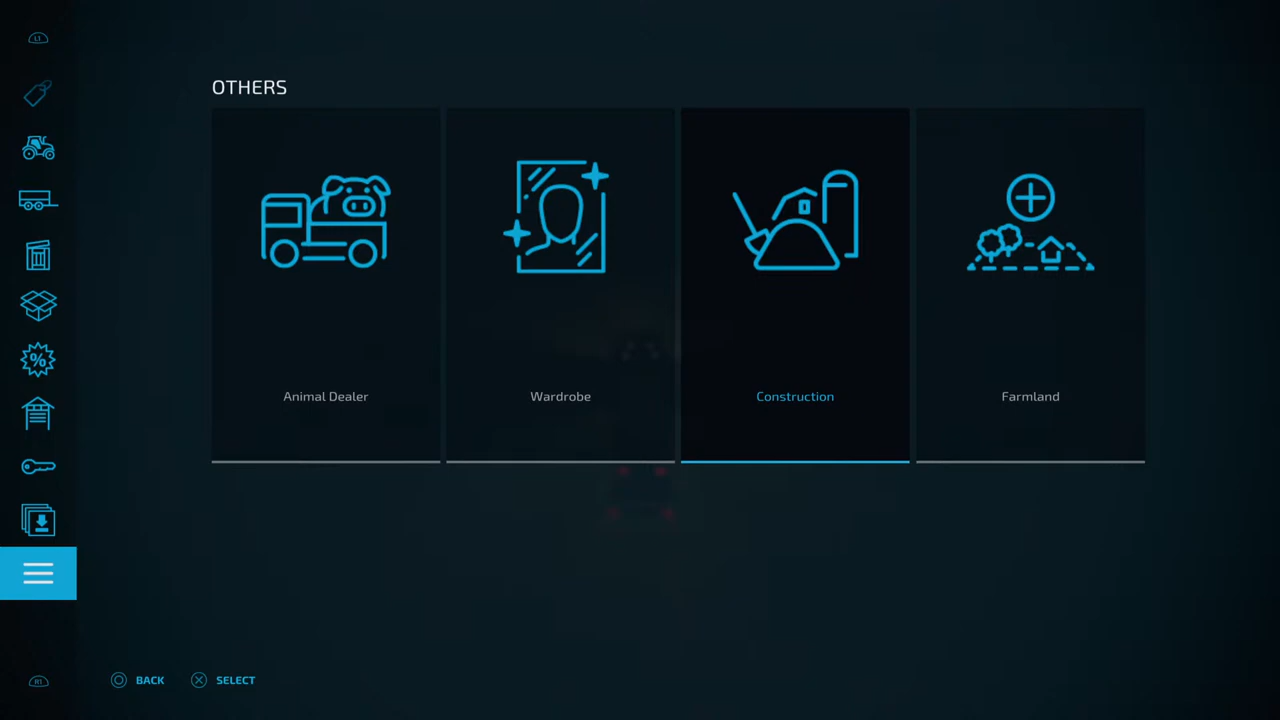 L1
OTHERS
%
Animal Dealer
Wardrobe
Construction
Farmland
R1
BACK
SELECT